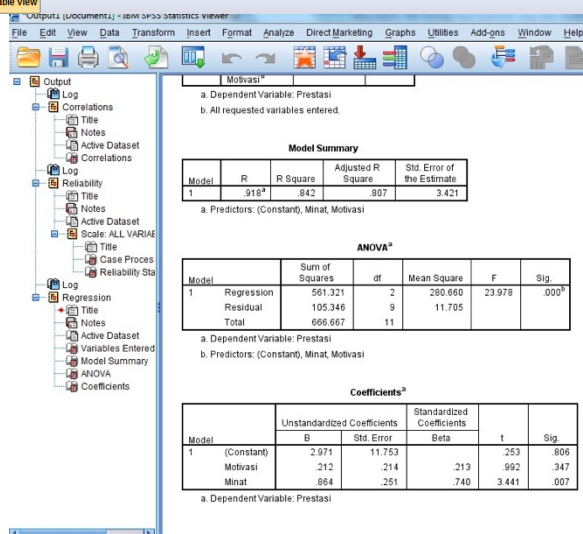 able View
*Output1 [Document1] - IBM SPSS Statistics Viewer
File Edit View Data Transform Insert Format Analyze Direct Marketing Graphs Utilities Add-ons Window Help
Output
Log
Correlations
Title
Notes
Active Dataset
Correlations
Log
Reliability
Title
Notes
Active Dataset
Scale: ALL VARIAB
Title
Case Proces
Reliability Sta
Log
Regression
Title
Notes
Active Dataset
Variables Entered
Model Summary
ANOVA
Coefficients
Motivasi a
a. Dependent Variable: Prestasi
b. All requested variables entered.
Model Summary
Model R R Square Adjusted R Square Std. Error of the Estimate
1 .918a .842 .807 3.421
a. Predictors: (Constant), Minat, Motivasi
ANOVAa
Model Sum of Squares df Mean Square F Sig.
1 Regression 561.321 2 280.660 23.978 .000b
Residual 105.346 9 11.705
Total 666.667 11
a. Dependent Variable: Prestasi
b. Predictors: (Constant), Minat, Motivasi
Coefficientsa
Unstandardized Coefficients Standardized Coefficients
Model B Std. Error Beta t Sig.
1 (Constant) 2.971 11.753 .253 .806
Motivasi .212 .214 .213 .992 .347
Minat .864 .251 .740 3.441 .007
a. Dependent Variable: Prestasi